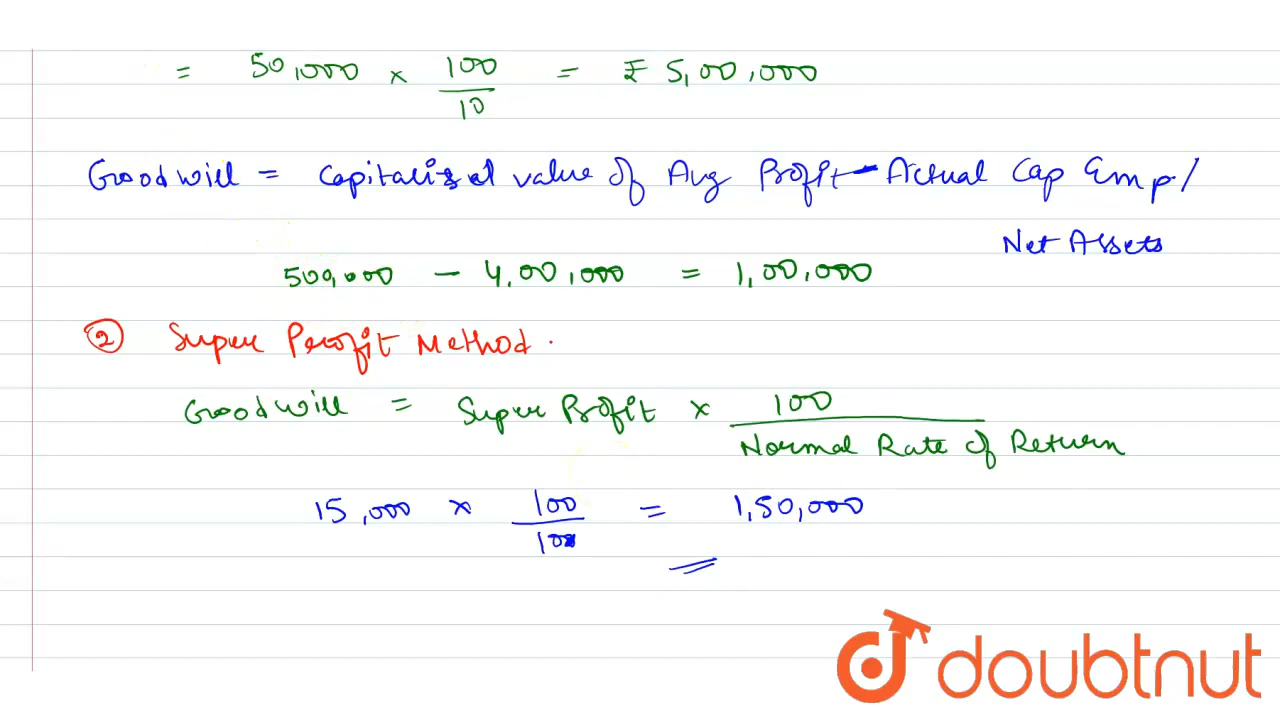 = 50,000 × 100/10 = ₹ 5,00,000
Goodwill = Capitalised value of Avg Profit - Actual Cap Emp/
Net Assets
500,000 - 4,00,000 = 1,00,000
② Super Profit Method.
Goodwill = Super Profit × 100/Normal Rate of Return
15,000 × 100/10 = 1,50,000
doubtnut